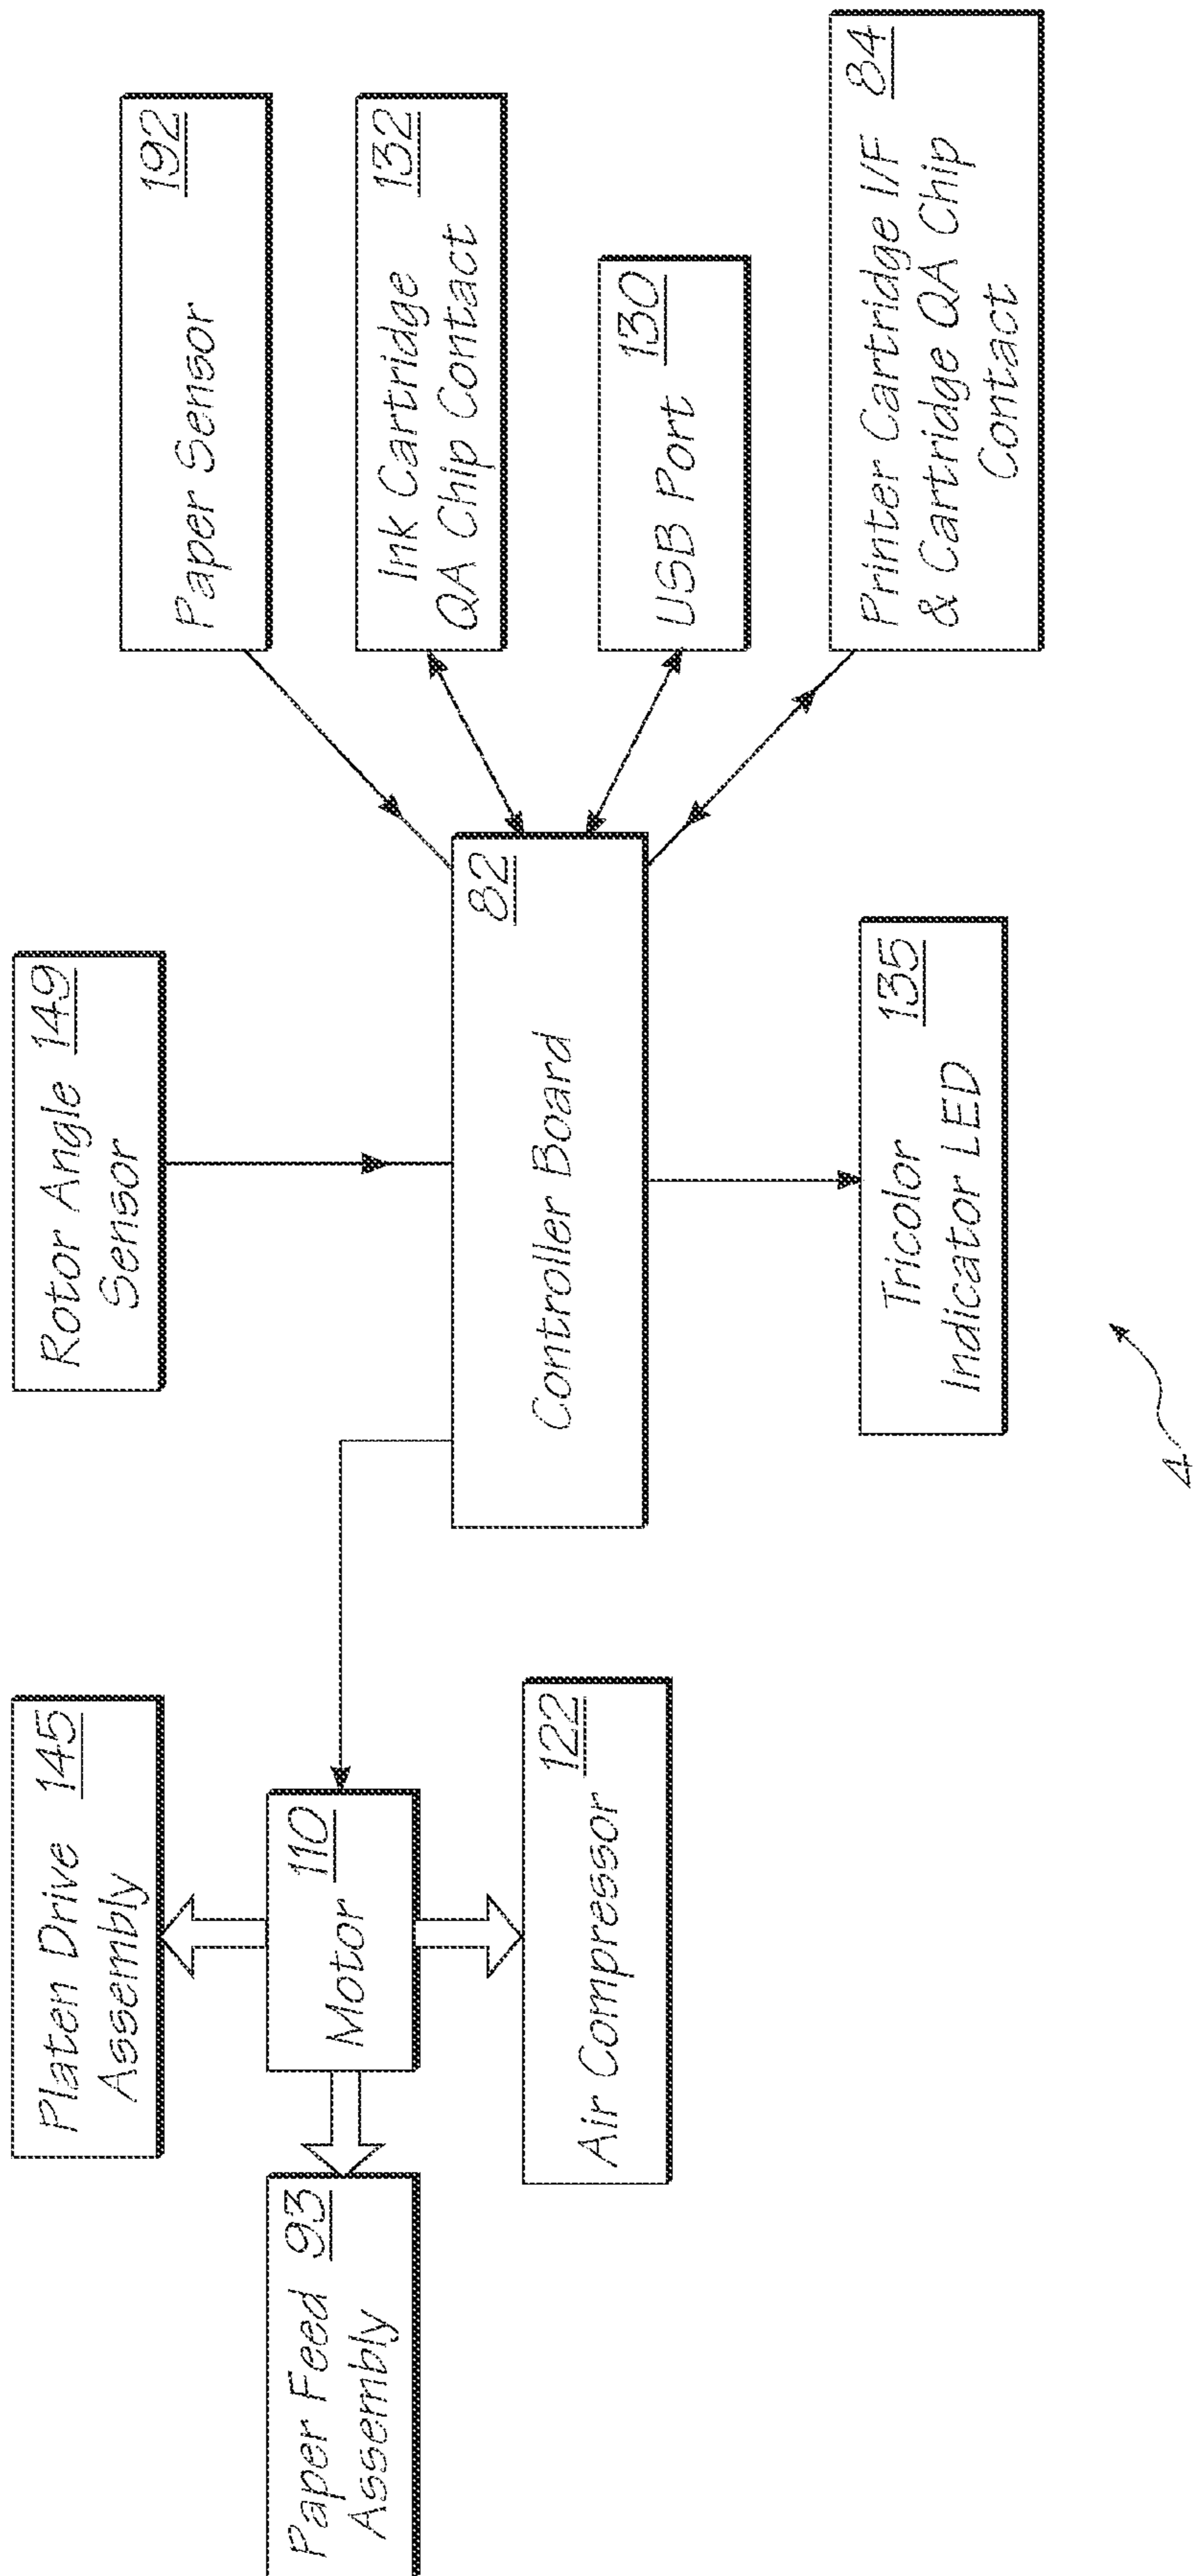 Platen Drive 145
Assembly
Rotor Angle 149
Sensor
Paper Sensor 192
Paper Feed 93
Assembly
Motor 110
Air Compressor 122
Controller Board 82
Ink Cartridge 132
QA Chip Contact
USB Port 130
Tricolor 135
Indicator LED
Printer Cartridge I/F 84
& Cartridge QA Chip
Contact
4